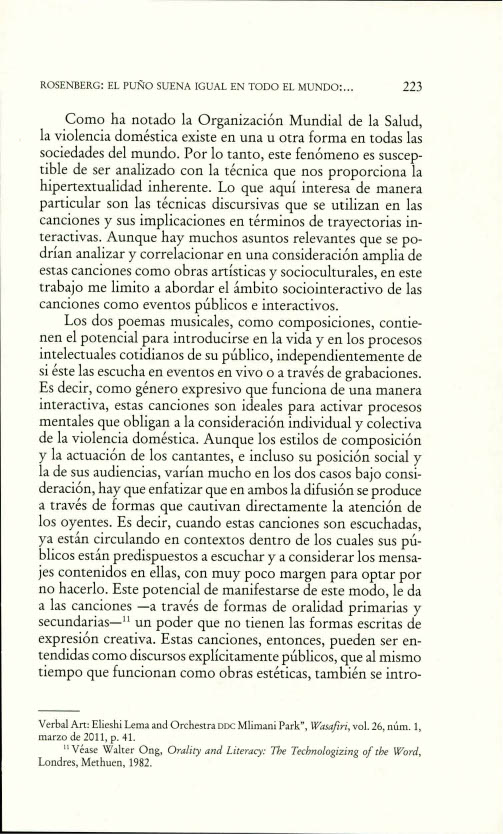 ROSENBERG: EL PUÑO SUENA IGUAL EN TODO EL MUNDO:... 223
Como ha notado la Organización Mundial de la Salud,
la violencia doméstica existe en una u otra forma en todas las
sociedades del mundo. Por lo tanto, este fenómeno es suscep-
tible de ser analizado con la técnica que nos proporciona la
hipertextualidad inherente. Lo que aquí interesa de manera
particular son las técnicas discursivas que se utilizan en las
canciones y sus implicaciones en términos de trayectorias in-
teractivas. Aunque hay muchos asuntos relevantes que se po-
drían analizar y correlacionar en una consideración amplia de
estas canciones como obras artísticas y socioculturales, en este
trabajo me limito a abordar el ámbito sociointeractivo de las
canciones como eventos públicos e interactivos.
Los dos poemas musicales, como composiciones, contie-
nen el potencial para introducirse en la vida y en los procesos
intelectuales cotidianos de su público, independientemente de
si éste las escucha en eventos en vivo o a través de grabaciones.
Es decir, como género expresivo que funciona de una manera
interactiva, estas canciones son ideales para activar procesos
mentales que obligan a la consideración individual y colectiva
de la violencia doméstica. Aunque los estilos de composición
y la actuación de los cantantes, e incluso su posición social y
la de sus audiencias, varían mucho en los dos casos bajo consi-
deración, hay que enfatizar que en ambos la difusión se produce
a través de formas que cautivan directamente la atención de
los oyentes. Es decir, cuando estas canciones son escuchadas,
ya están circulando en contextos dentro de los cuales sus pú-
blicos están predispuestos a escuchar y a considerar los mensa-
jes contenidos en ellas, con muy poco margen para optar por
no hacerlo. Este potencial de manifestarse de este modo, le da
a las canciones —a través de formas de oralidad primarias y
secundarias—¹¹ un poder que no tienen las formas escritas de
expresión creativa. Estas canciones, entonces, pueden ser en-
tendidas como discursos explícitamente públicos, que al mismo
tiempo que funcionan como obras estéticas, también se intro-
Verbal Art: Elieshi Lema and Orchestra DDC Mlimani Park", Wasafiri, vol. 26, núm. 1,
marzo de 2011, p. 41.
¹¹ Véase Walter Ong, Orality and Literacy: The Technologizing of the Word,
Londres, Methuen, 1982.